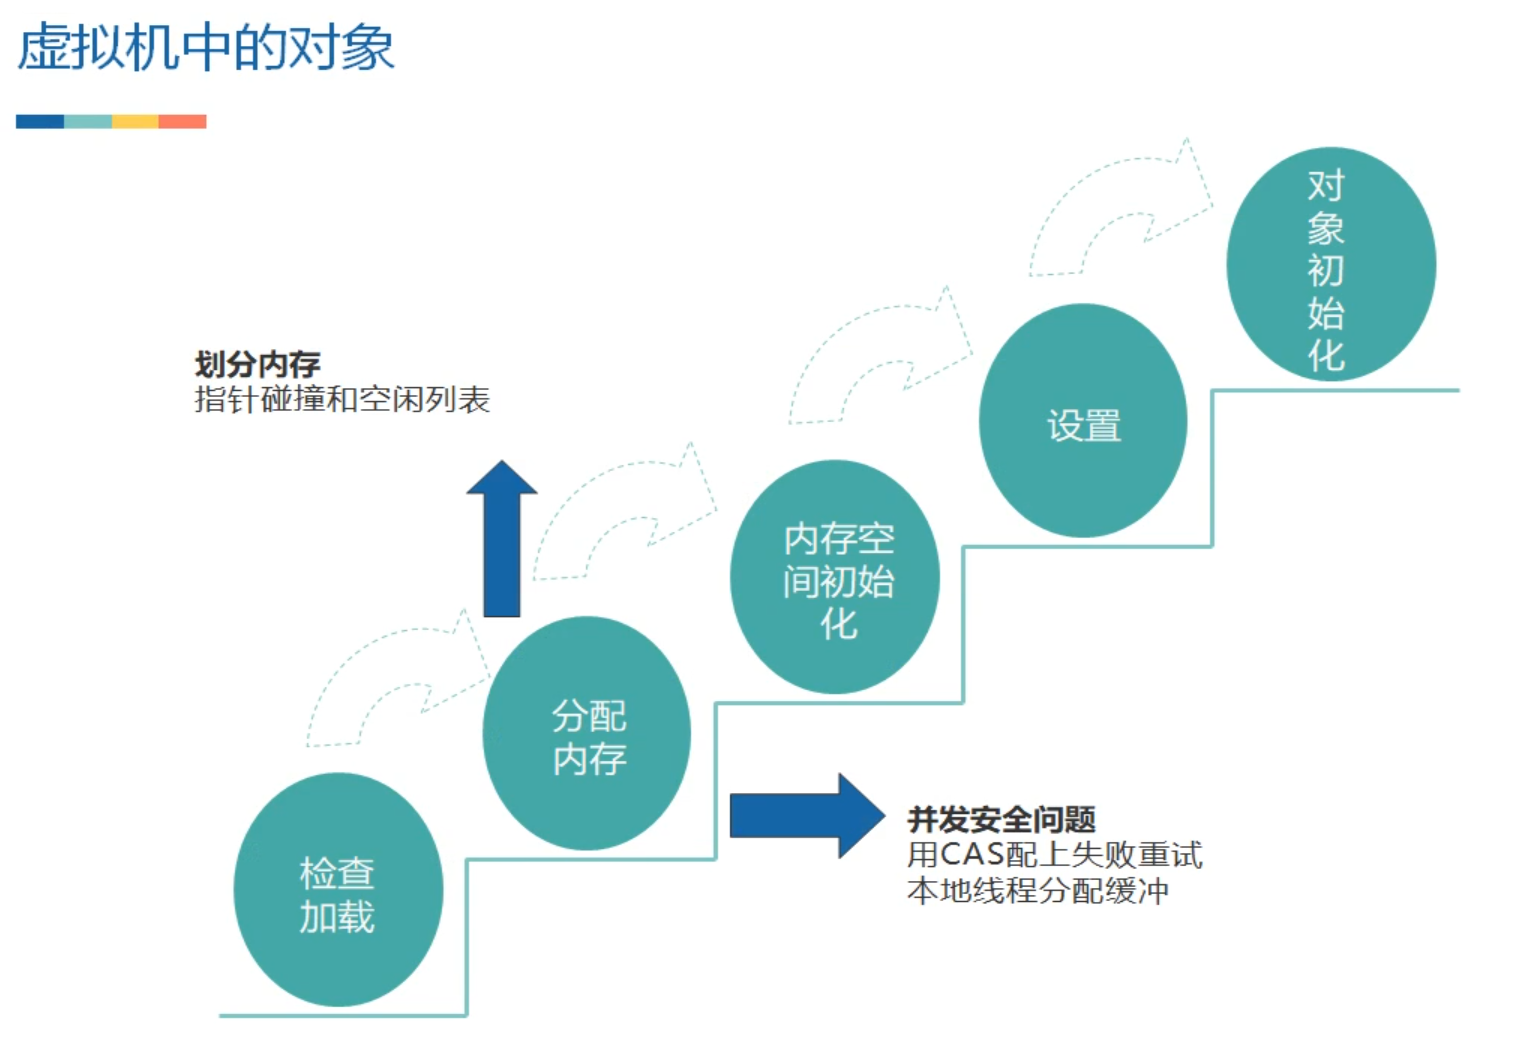 虚拟机中的对象
对
象
初
始
化
划分内存
指针碰撞和空闲列表
设置
内存空
间初始
化
分配
内存
并发安全问题
用CAS配上失败重试
本地线程分配缓冲
检查
加载